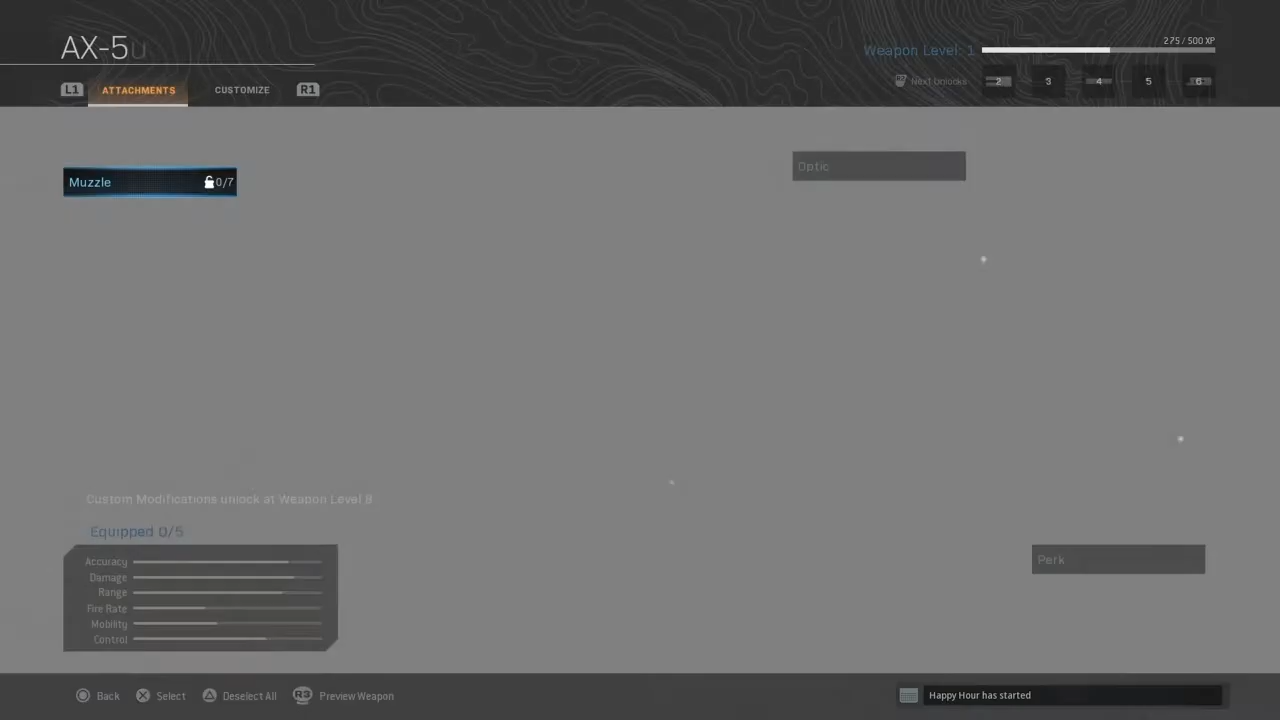 AX-5u
Weapon Level: 1
275 / 500 XP
L1
ATTACHMENTS
CUSTOMIZE
R1
Next Unlocks
2
3
4
5
6
Muzzle
0/7
Optic
Custom Modifications unlock at Weapon Level 8
Equipped 0/5
Accuracy
Damage
Range
Fire Rate
Mobility
Control
Perk
Back
Select
Deselect All
R3
Preview Weapon
Happy Hour has started